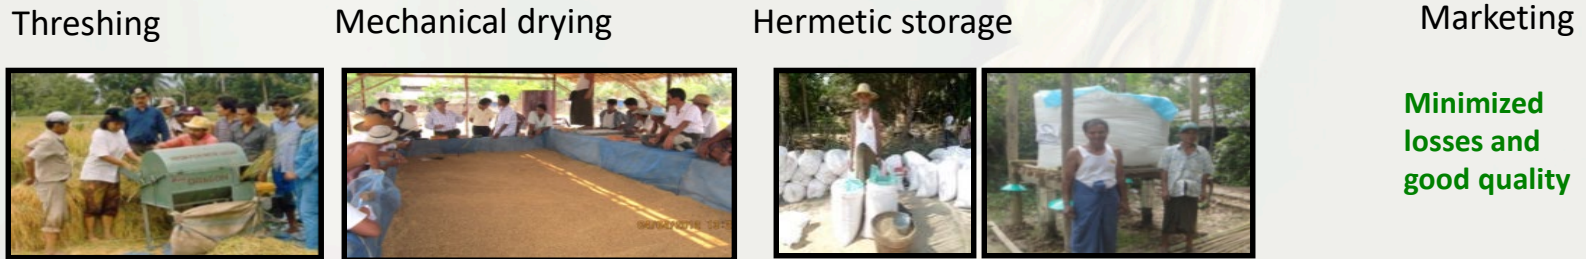 Threshing
Mechanical drying
Hermetic storage
Marketing
Minimized
losses and
good quality